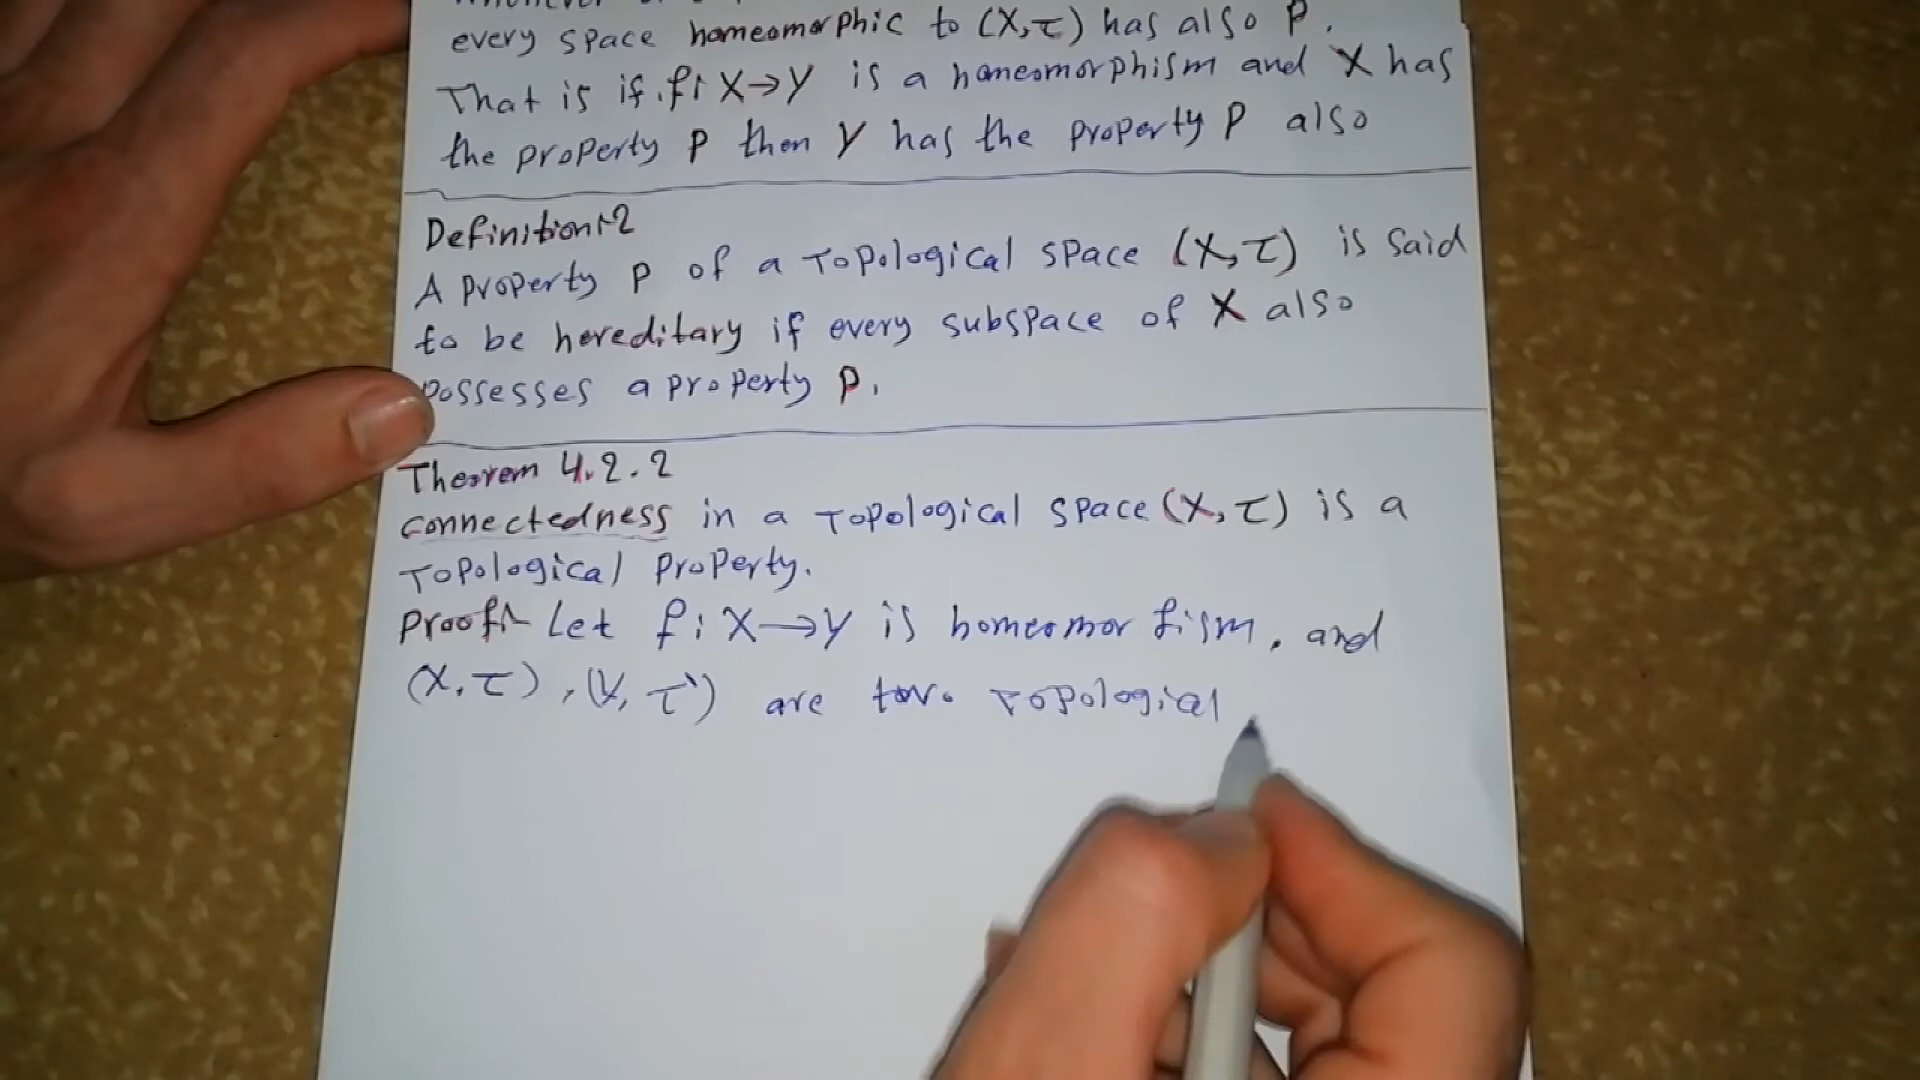 every space homeomorphic to (X,τ) has also P.
That is if f: X→Y is a homeomorphism and X has
the property P then Y has the property P also
Definition:-2
A property P of a Topological space (X,τ) is said
to be hereditary if every subspace of X also
possesses a property P.
Theorem 4.2.2
connectedness in a Topological space (X,τ) is a
Topological property.
Proof:- Let f: X→Y is homeomorfism, and
(X,τ), (Y,τ') are two Topological